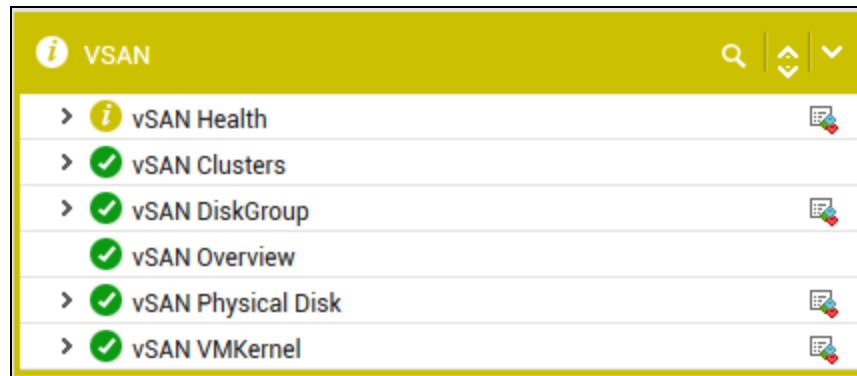 VSAN
vSAN Health
vSAN Clusters
vSAN DiskGroup
vSAN Overview
vSAN Physical Disk
vSAN VMKernel